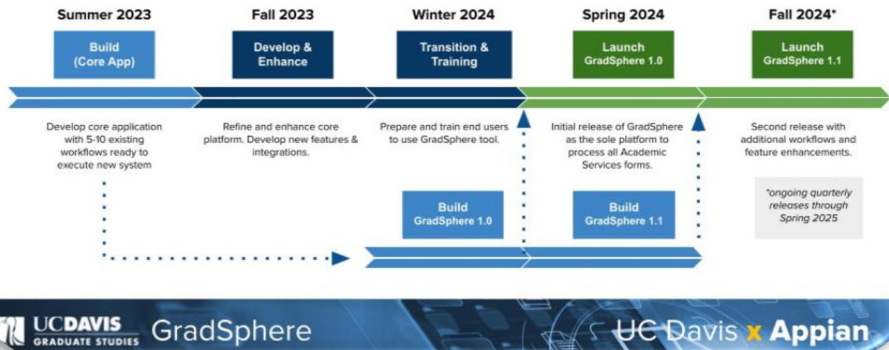 Summer 2023
Fall 2023
Winter 2024
Spring 2024
Fall 2024*
Build
(Core App)
Develop &
Enhance
Transition &
Training
Launch
GradSphere 1.0
Launch
GradSphere 1.1
Develop core application
with 5-10 existing
workflows ready to
execute new system
Refine and enhance core
platform. Develop new features &
integrations.
Prepare and train end users
to use GradSphere tool.
Initial release of GradSphere
as the sole platform to
process all Academic
Services forms.
Second release with
additional workflows and
feature enhancements.
Build
GradSphere 1.0
Build
GradSphere 1.1
*ongoing quarterly
releases through
Spring 2025
UCDAVIS
GRADUATE STUDIES
GradSphere
UC Davis x Appian